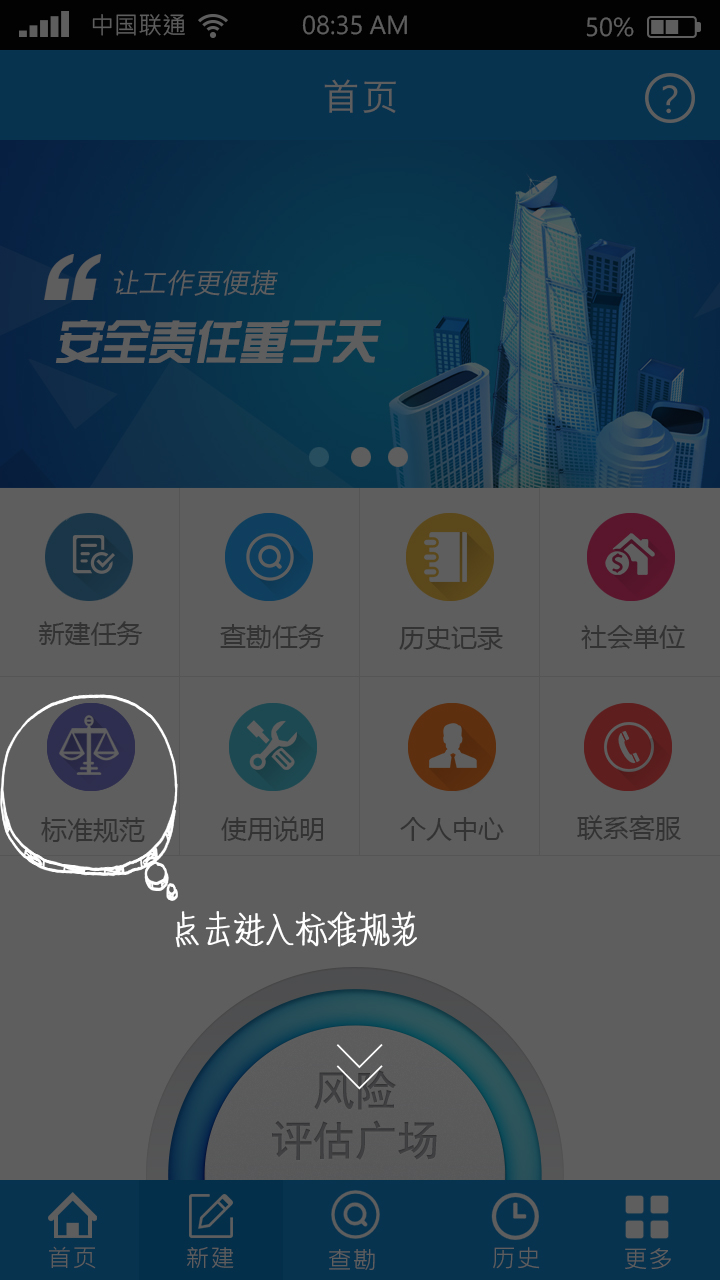 中国联通 08:35 AM 50%
首页 ?
让工作更便捷
安全责任重于天
新建任务 查勘任务 历史记录 社会单位
标准规范 使用说明 个人中心 联系客服
点击进入标准规范
风险
评估广场
首页 新建 查勘 历史 更多